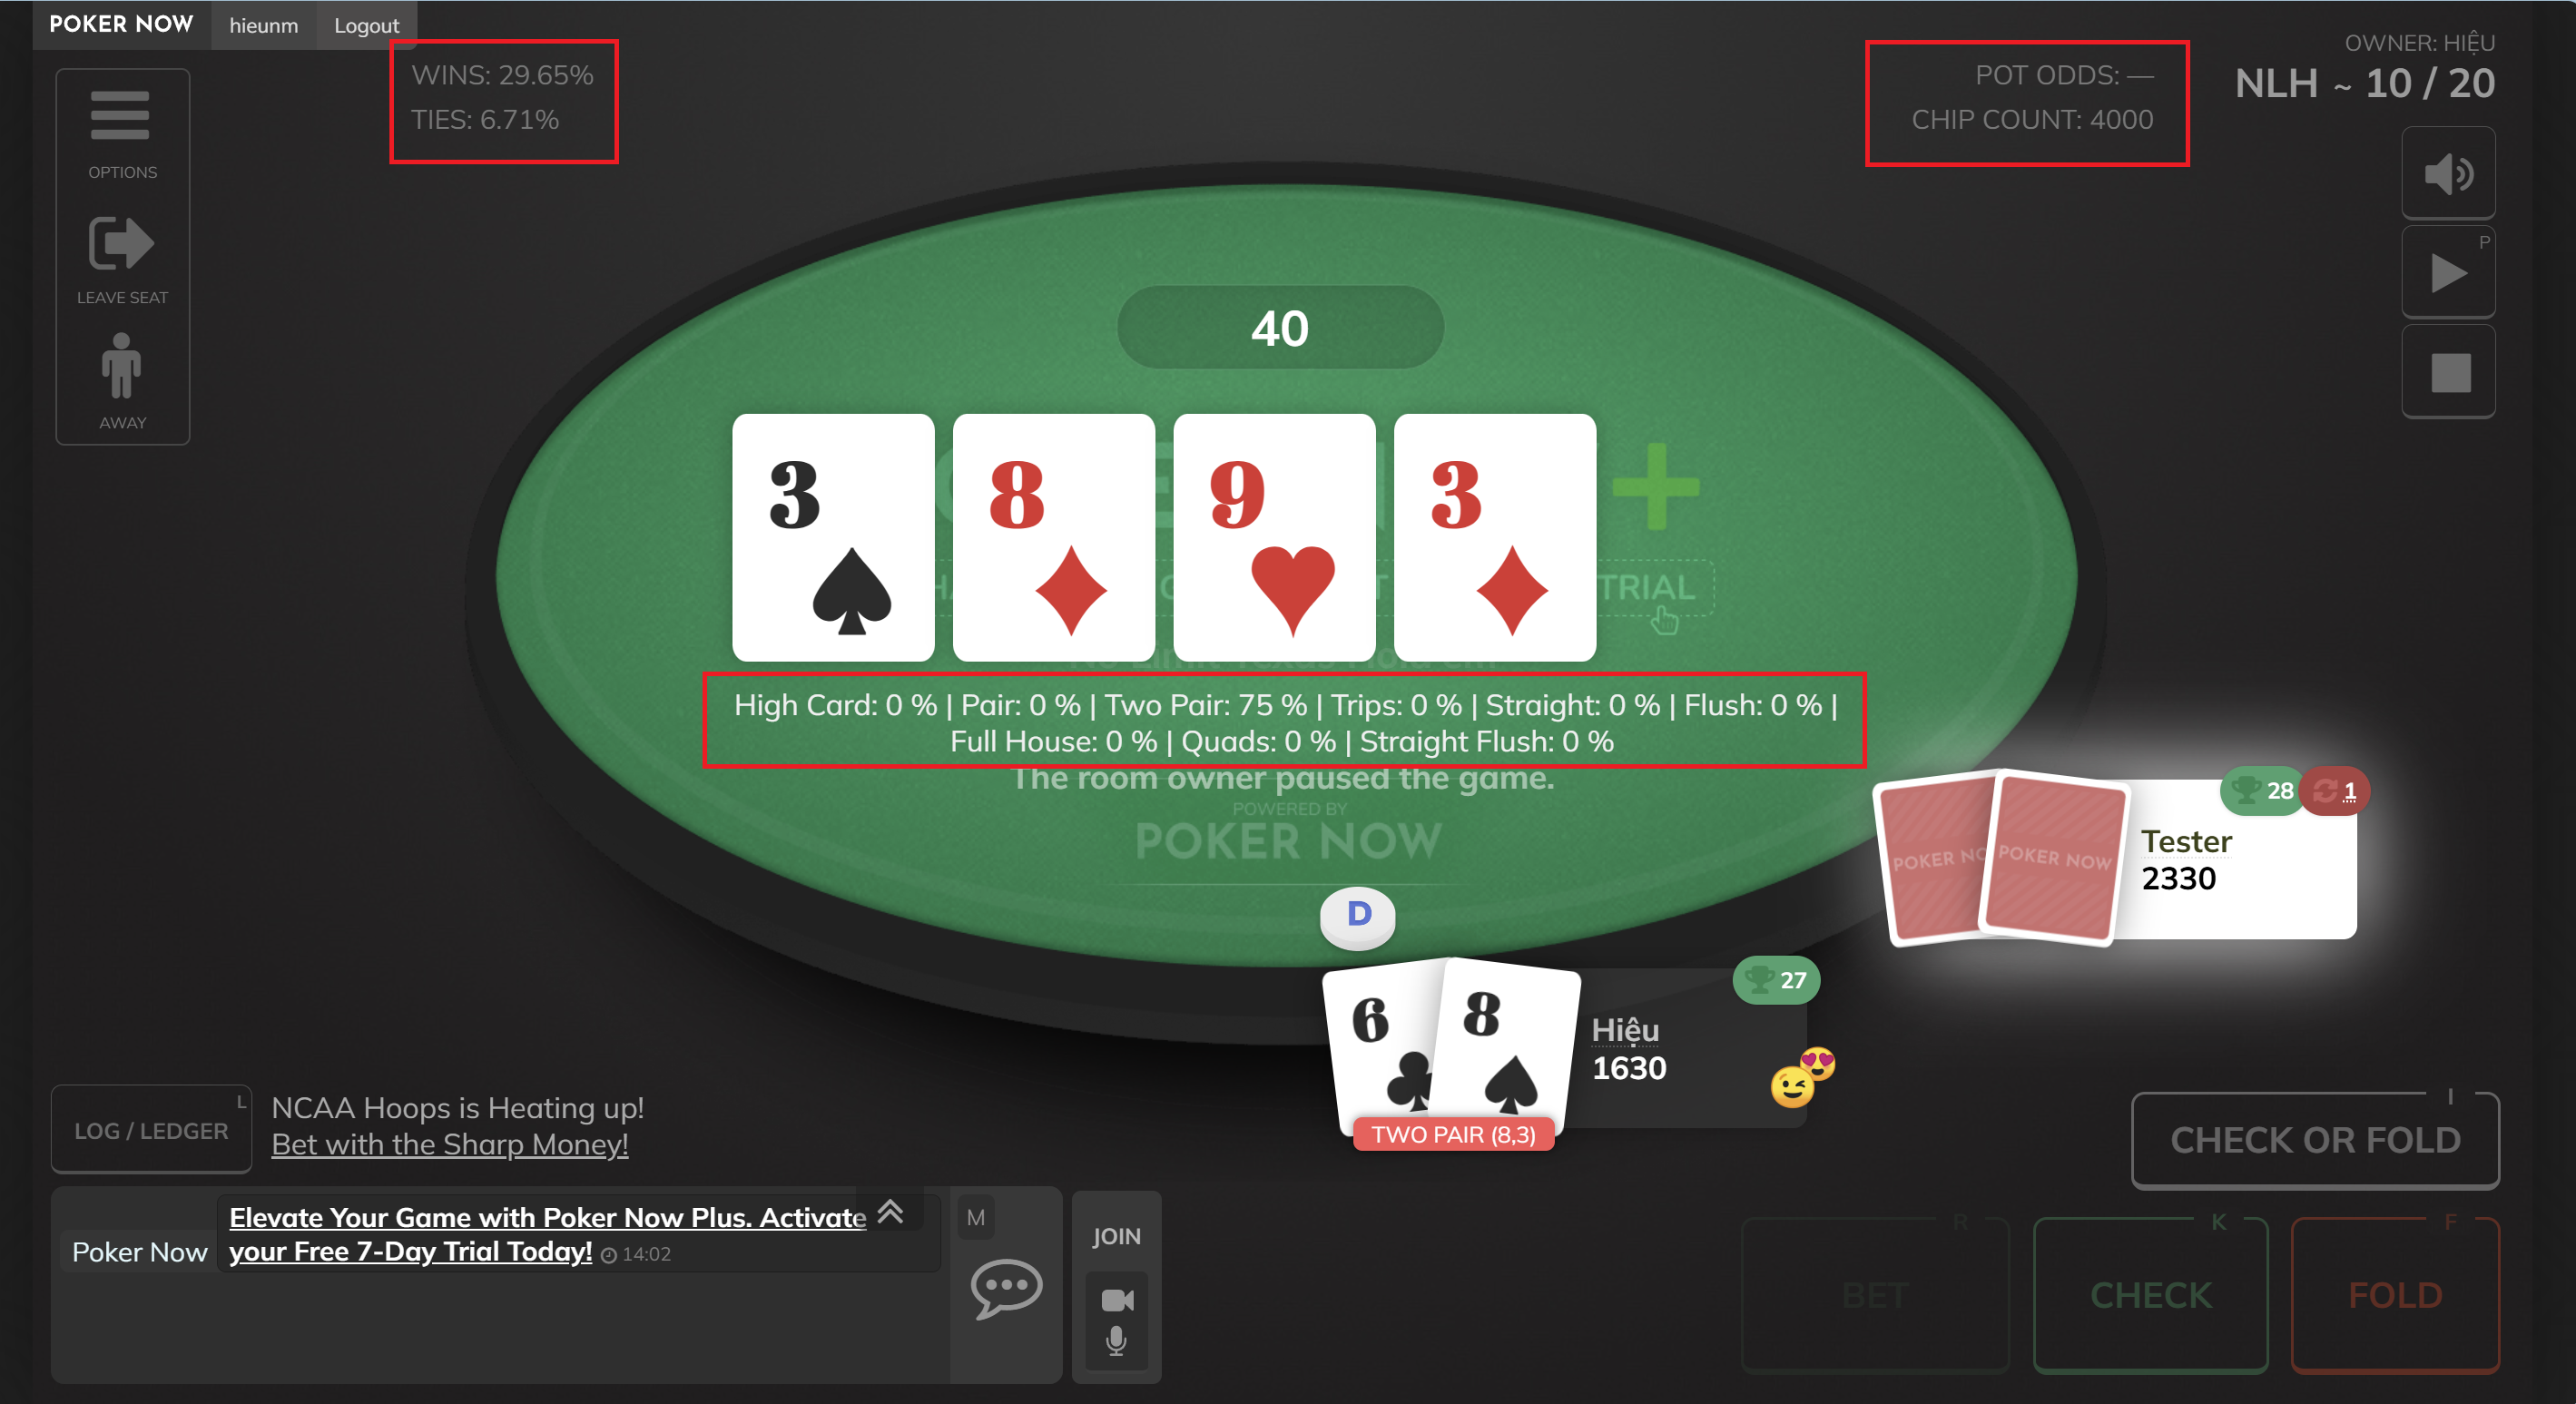 POKER NOW hieunm Logout
WINS: 29.65%
TIES: 6.71%
POT ODDS: —
CHIP COUNT: 4000
OWNER: HIỆU
NLH ~ 10 / 20
OPTIONS
LEAVE SEAT
AWAY
P
40
3 8 9 3
TRIAL
High Card: 0 % | Pair: 0 % | Two Pair: 75 % | Trips: 0 % | Straight: 0 % | Flush: 0 % |
Full House: 0 % | Quads: 0 % | Straight Flush: 0 %
The room owner paused the game.
POWERED BY
POKER NOW
POKER NOW
28 1
Tester
2330
D
6 8
27
Hiệu
1630
TWO PAIR (8,3)
LOG / LEDGER L
NCAA Hoops is Heating up!
Bet with the Sharp Money!
Poker Now
Elevate Your Game with Poker Now Plus. Activate
your Free 7-Day Trial Today! 14:02
M
JOIN
CHECK OR FOLD I
BET R
CHECK K
FOLD F